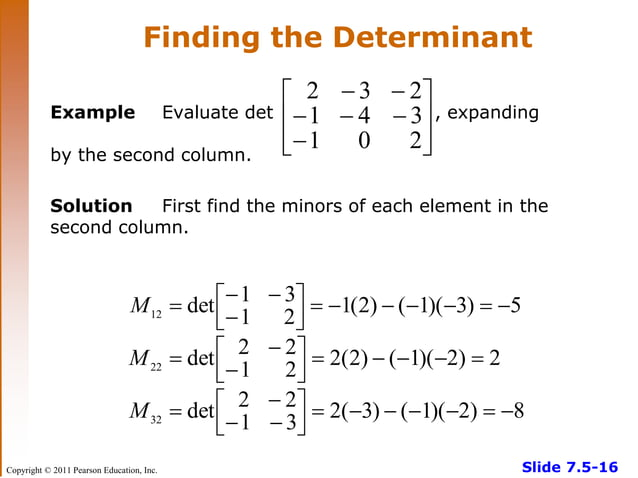 Finding the Determinant
Example Evaluate det [2 −3 −2; −1 −4 −3; −1 0 2], expanding
by the second column.
Solution First find the minors of each element in the
second column.
M12 = det[−1 −3; −1 2] = −1(2) − (−1)(−3) = −5
M22 = det[2 −2; −1 2] = 2(2) − (−1)(−2) = 2
M32 = det[2 −2; −1 −3] = 2(−3) − (−1)(−2) = −8
Copyright © 2011 Pearson Education, Inc.
Slide 7.5-16